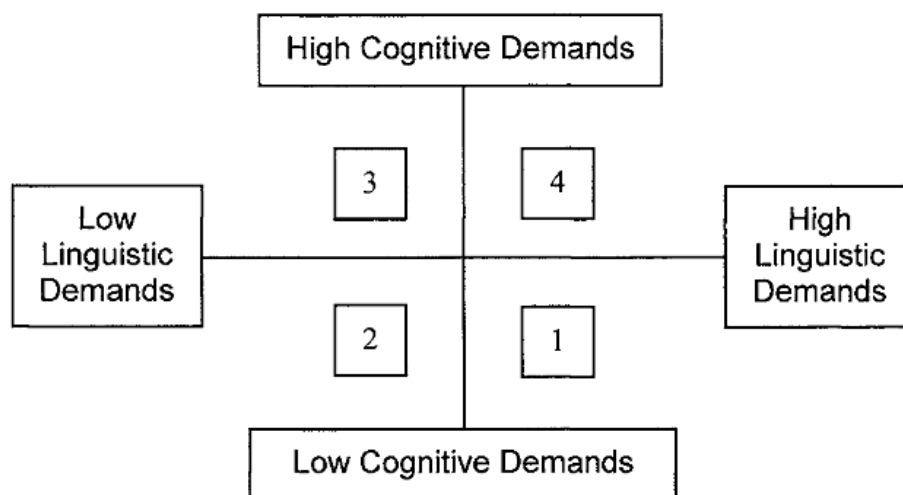 High Cognitive Demands
3
4
Low
Linguistic
Demands
High
Linguistic
Demands
2
1
Low Cognitive Demands